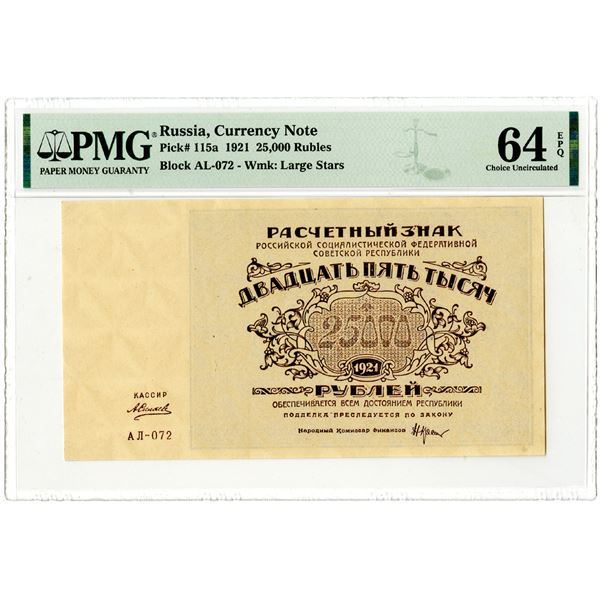 PMG
PAPER MONEY GUARANTY
Russia, Currency Note
Pick# 115a 1921 25,000 Rubles
Block AL-072 - Wmk: Large Stars
64 EPQ
Choice Uncirculated
РАСЧЕТНЫЙ ЗНАК
РОССИЙСКОЙ СОЦИАЛИСТИЧЕСКОЙ ФЕДЕРАТИВНОЙ
СОВЕТСКОЙ РЕСПУБЛИКИ
ДВАДЦАТЬ ПЯТЬ ТЫСЯЧ
25000
1921
РУБЛЕЙ
ОБЕСПЕЧИВАЕТСЯ ВСЕМ ДОСТОЯНИЕМ РЕСПУБЛИКИ
ПОДДЕЛКА ПРЕСЛЕДУЕТСЯ ПО ЗАКОНУ
Народный Комиссар Финансов
КАССИР
АЛ-072